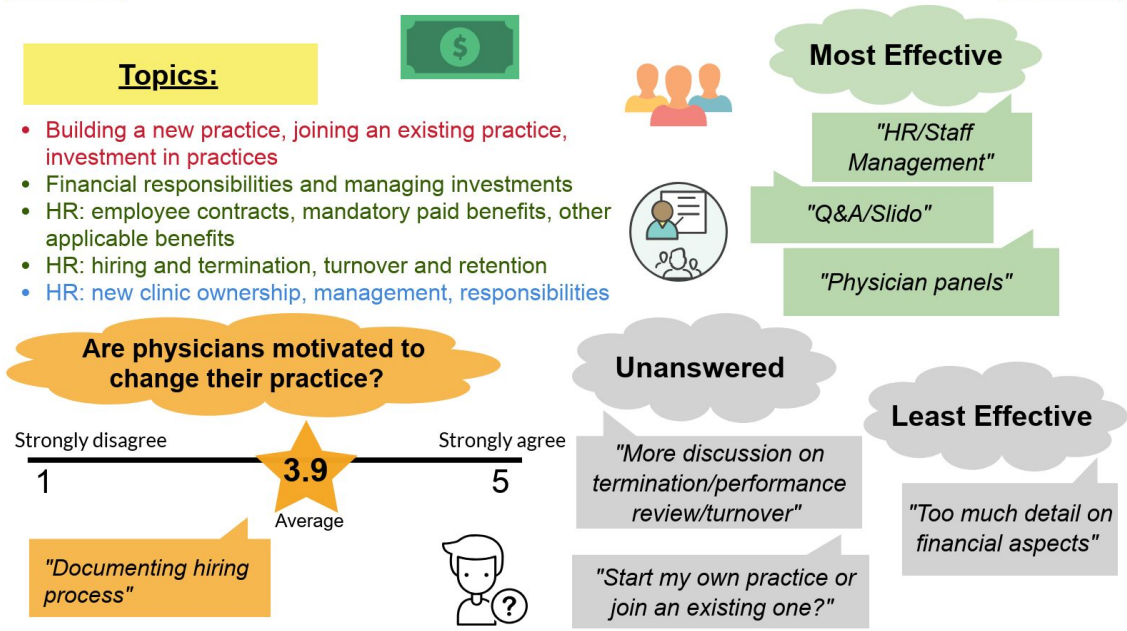 Topics:
$
• Building a new practice, joining an existing practice,
investment in practices
• Financial responsibilities and managing investments
• HR: employee contracts, mandatory paid benefits, other
applicable benefits
• HR: hiring and termination, turnover and retention
• HR: new clinic ownership, management, responsibilities
Most Effective
"HR/Staff
Management"
"Q&A/Slido"
"Physician panels"
Are physicians motivated to
change their practice?
Strongly disagree
Strongly agree
1
3.9
5
Average
"Documenting hiring
process"
?
Unanswered
"More discussion on
termination/performance
review/turnover"
"Start my own practice or
join an existing one?"
Least Effective
"Too much detail on
financial aspects"